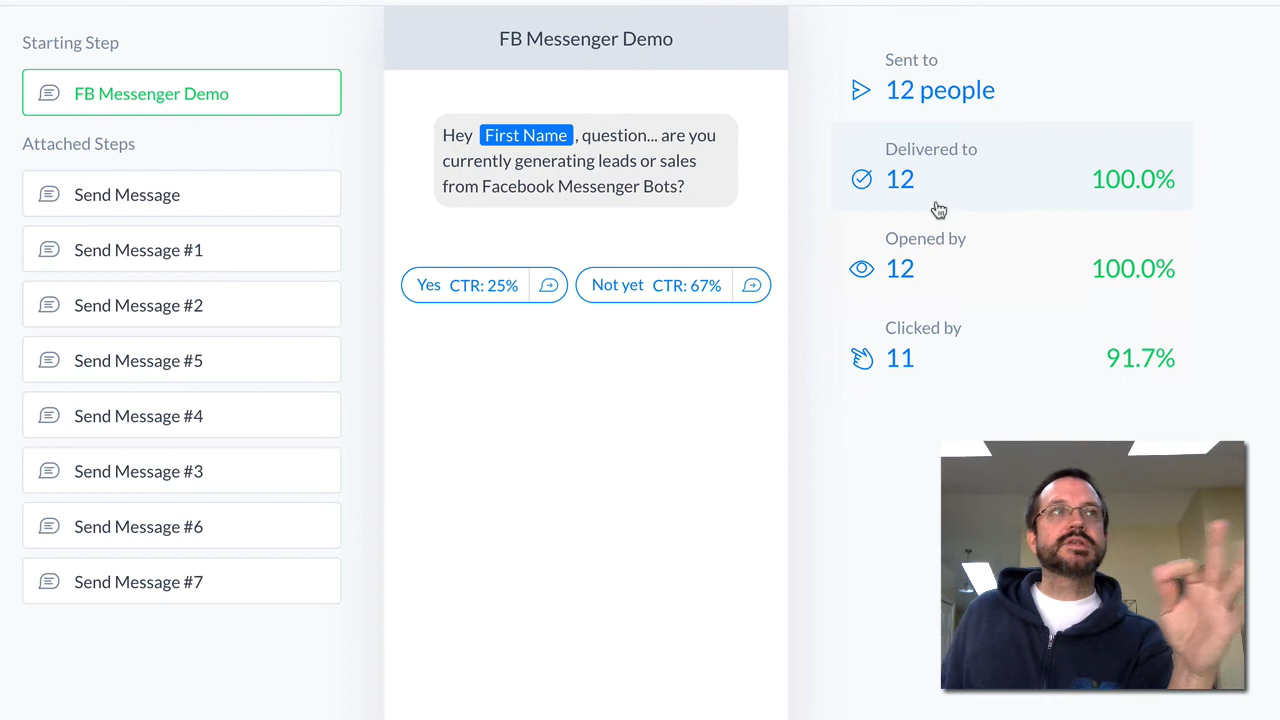 Starting Step
FB Messenger Demo
Attached Steps
Send Message
Send Message #1
Send Message #2
Send Message #5
Send Message #4
Send Message #3
Send Message #6
Send Message #7
FB Messenger Demo
Hey First Name, question... are you
currently generating leads or sales
from Facebook Messenger Bots?
Yes CTR: 25%
Not yet CTR: 67%
Sent to
12 people
Delivered to
12 100.0%
Opened by
12 100.0%
Clicked by
11 91.7%